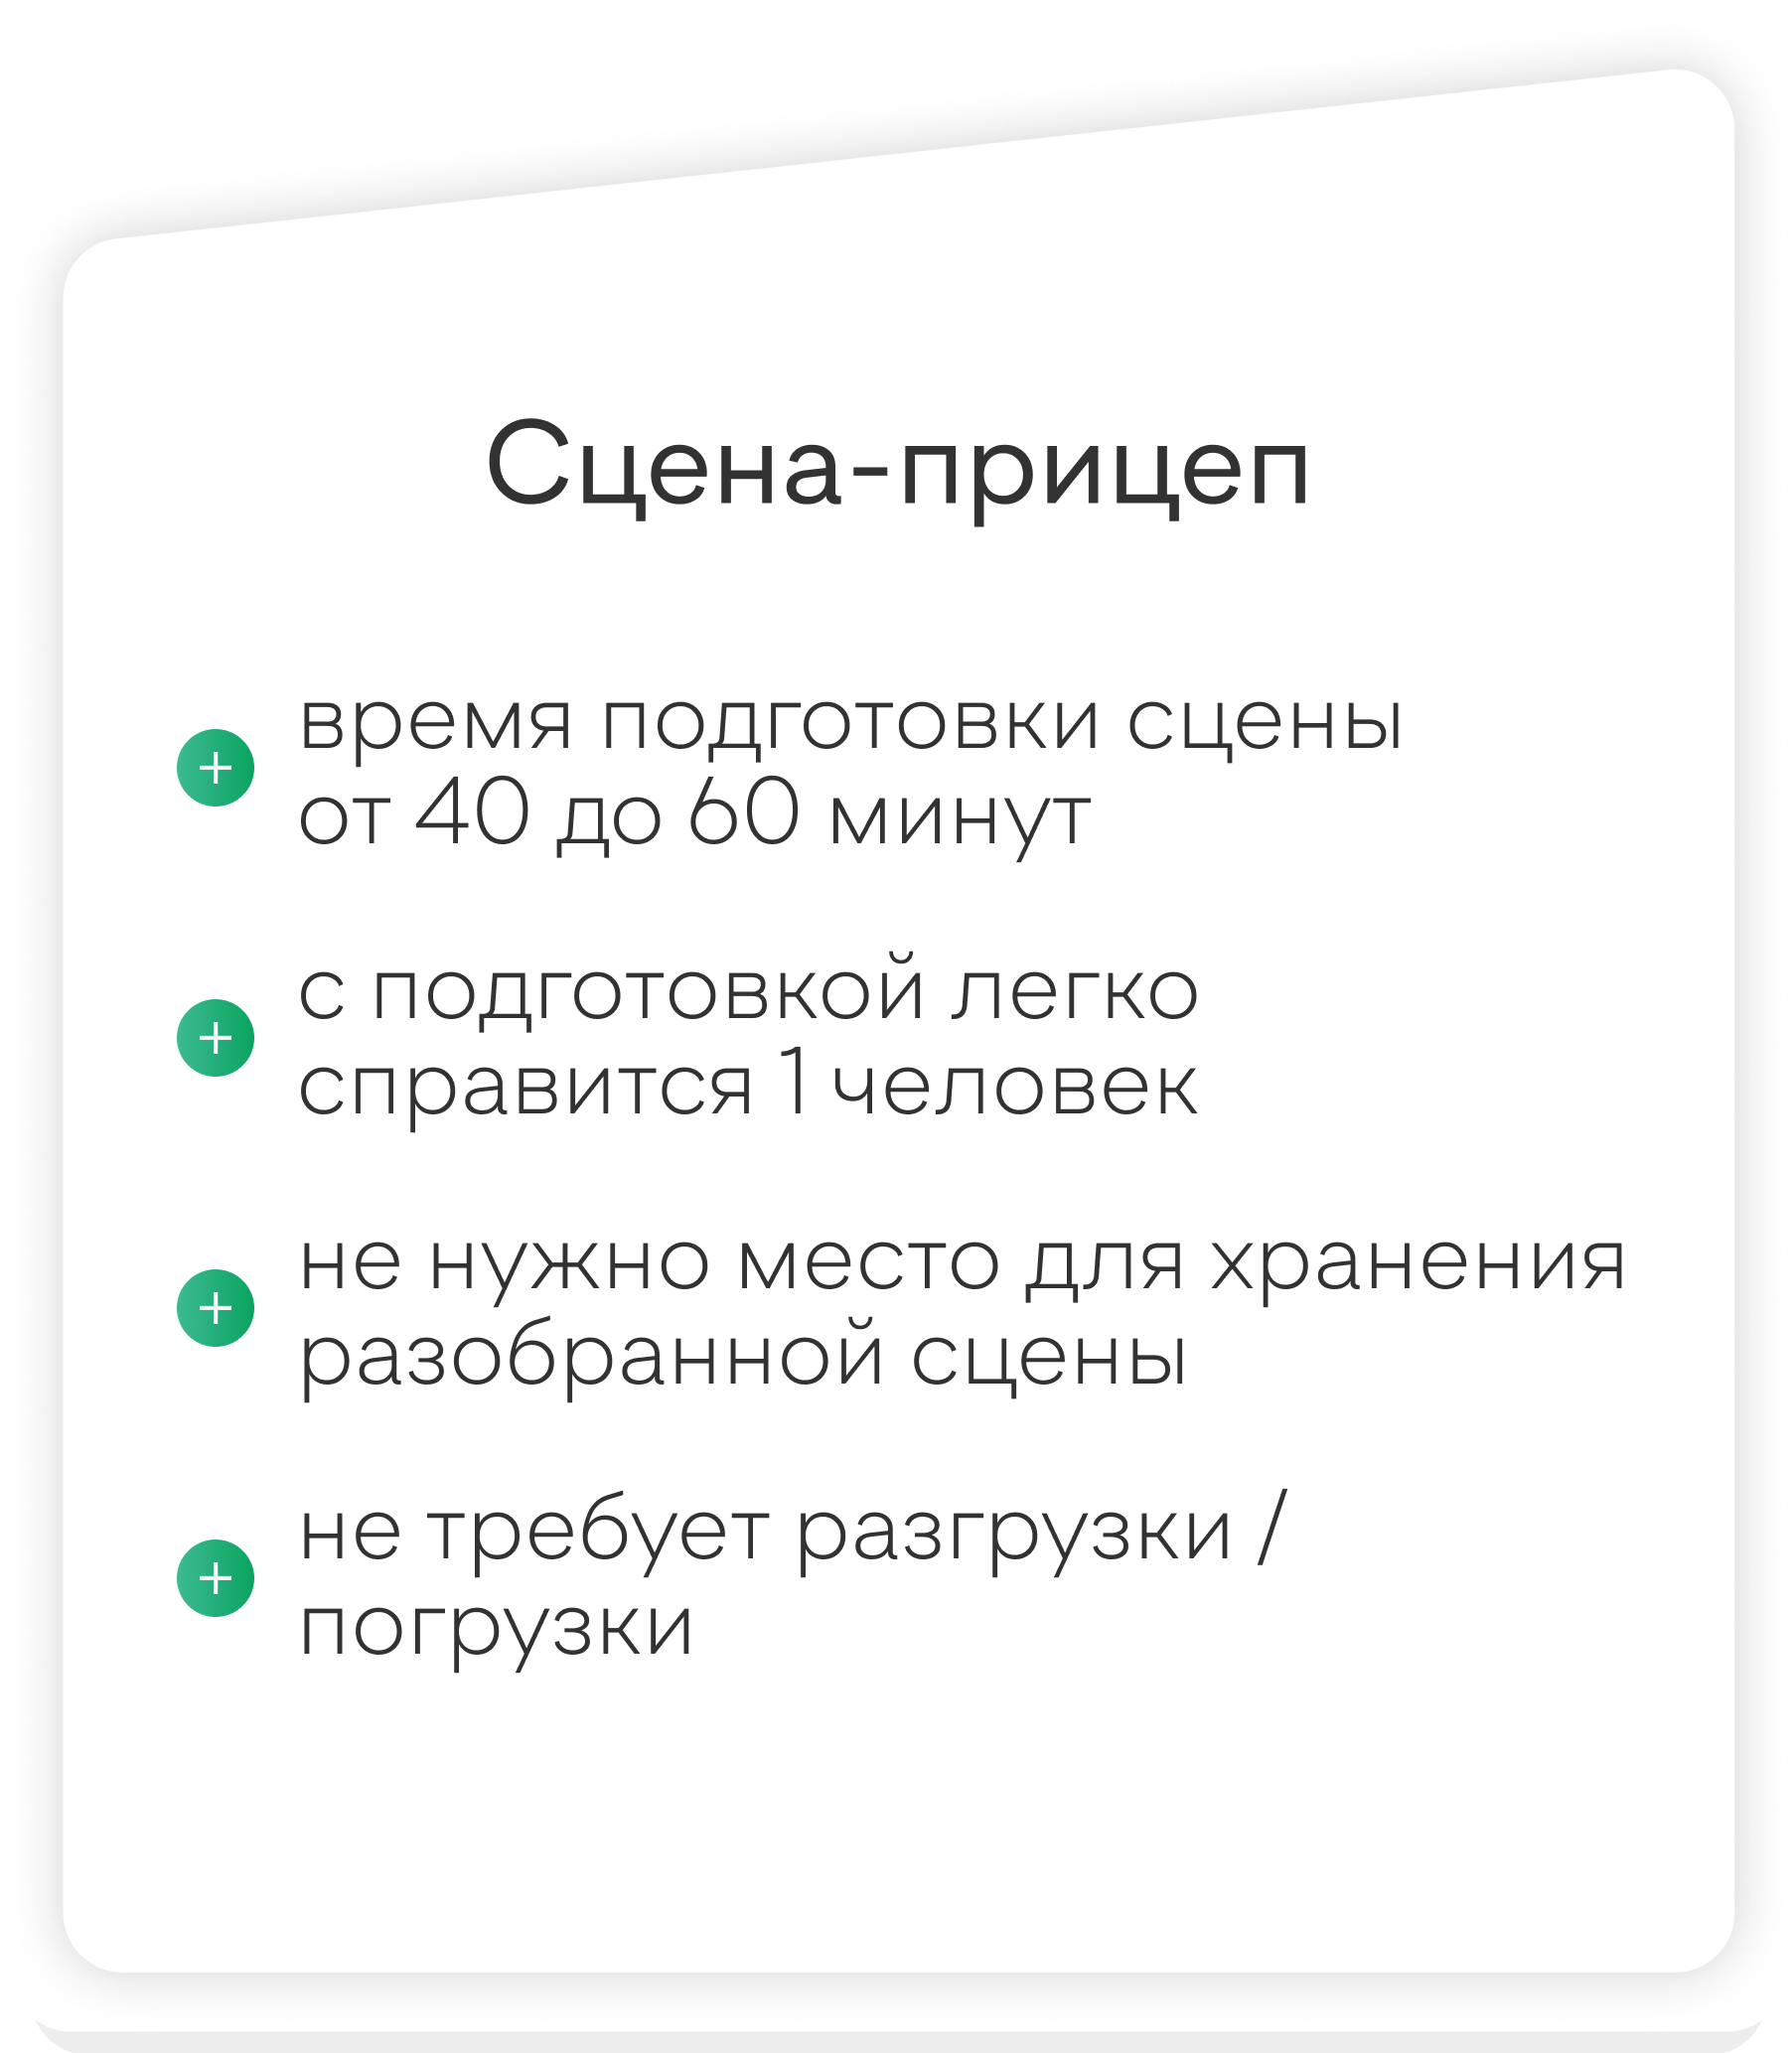 Сцена-прицеп
время подготовки сцены
от 40 до 60 минут
с подготовкой легко
справится 1 человек
не нужно место для хранения
разобранной сцены
не требует разгрузки /
погрузки